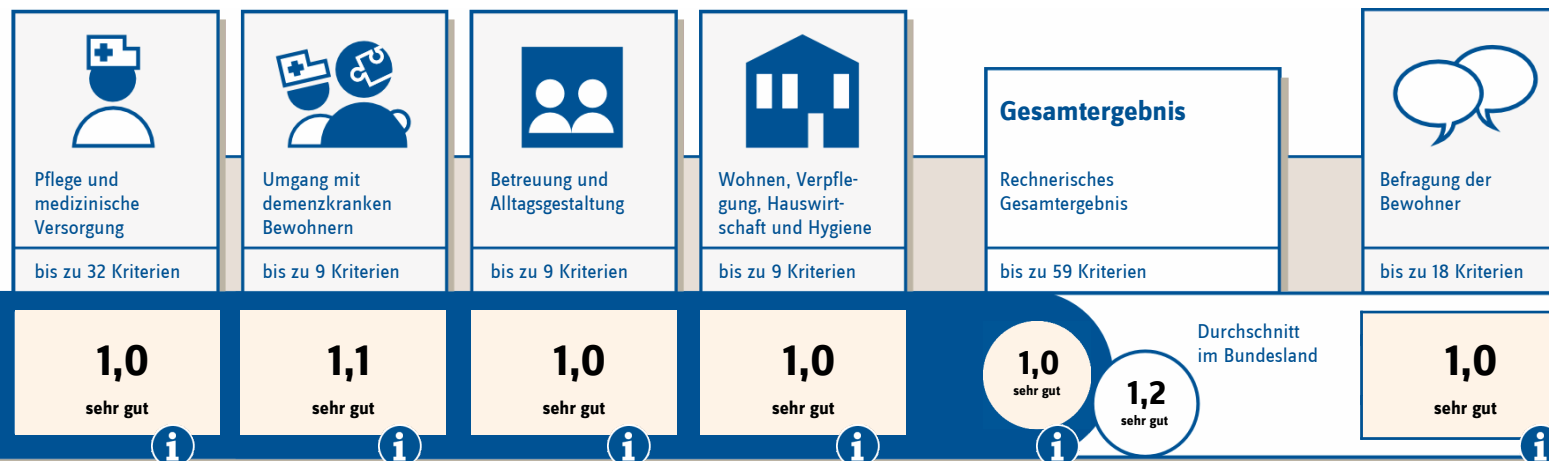 Pflege und
medizinische
Versorgung
bis zu 32 Kriterien
1,0
sehr gut
Umgang mit
demenzkranken
Bewohnern
bis zu 9 Kriterien
1,1
sehr gut
Betreuung und
Alltagsgestaltung
bis zu 9 Kriterien
1,0
sehr gut
Wohnen, Verpfle-
gung, Hauswirt-
schaft und Hygiene
bis zu 9 Kriterien
1,0
sehr gut
Gesamtergebnis
Rechnerisches
Gesamtergebnis
bis zu 59 Kriterien
1,0
sehr gut
1,2
sehr gut
Durchschnitt
im Bundesland
Befragung der
Bewohner
bis zu 18 Kriterien
1,0
sehr gut